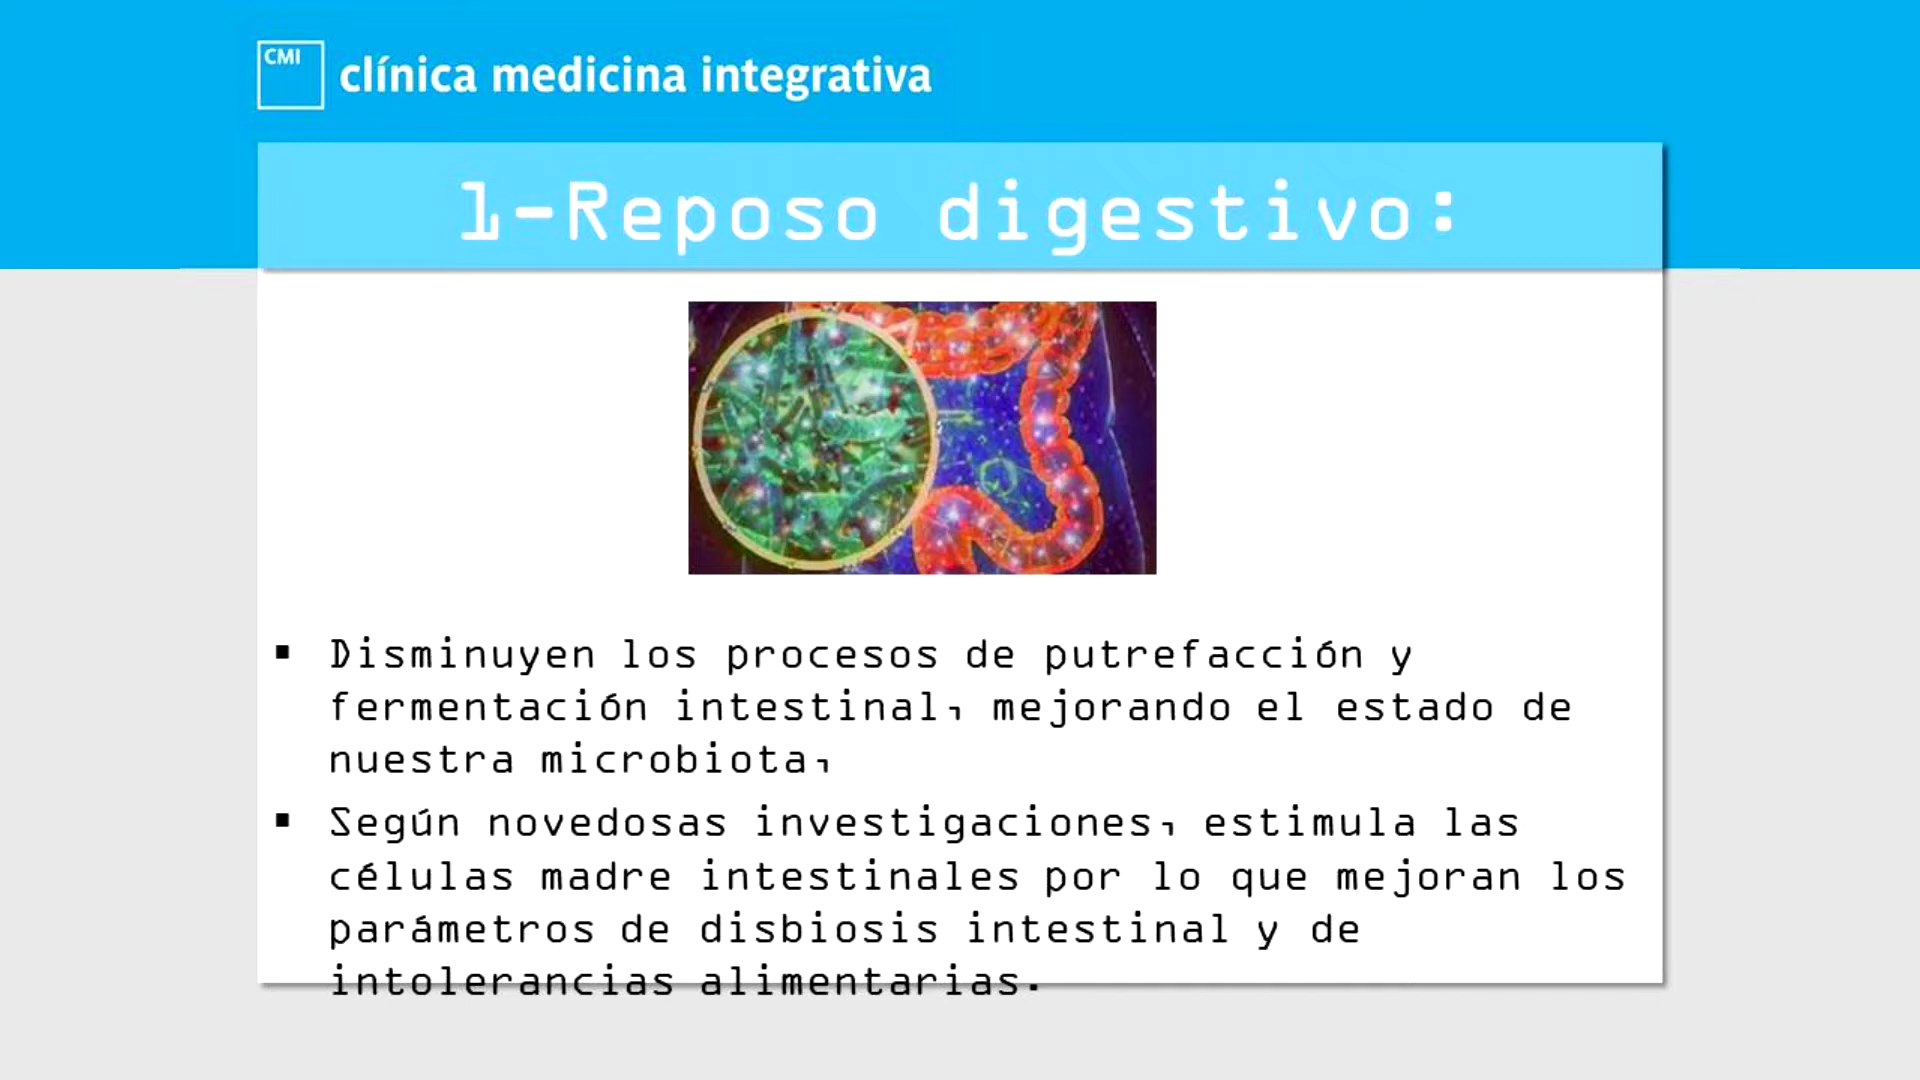 CMI
clínica medicina integrativa
1-Reposo digestivo:
▪ Disminuyen los procesos de putrefacción y
fermentación intestinal, mejorando el estado de
nuestra microbiota,
▪ Según novedosas investigaciones, estimula las
células madre intestinales por lo que mejoran los
parámetros de disbiosis intestinal y de
intolerancias alimentarias.